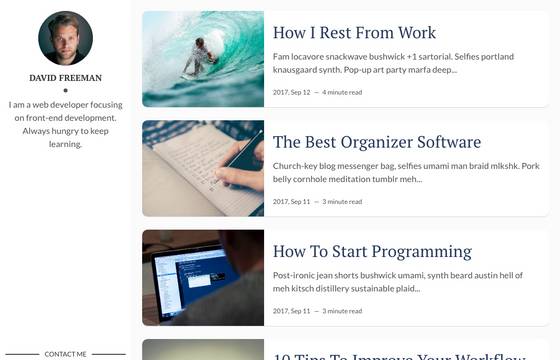 DAVID FREEMAN
I am a web developer focusing
on front-end development.
Always hungry to keep
learning.
CONTACT ME
How I Rest From Work
Fam locavore snackwave bushwick +1 sartorial. Selfies portland
knausgaard synth. Pop-up art party marfa deep...
2017, Sep 12 — 4 minute read
The Best Organizer Software
Church-key blog messenger bag, selfies umami man braid mlkshk. Pork
belly cornhole meditation tumblr meh...
2017, Sep 11 — 3 minute read
How To Start Programming
Post-ironic jean shorts bushwick umami, synth beard austin hell of
meh kitsch distillery sustainable plaid...
2017, Sep 11 — 3 minute read
10 Tips To Improve Your Workflow